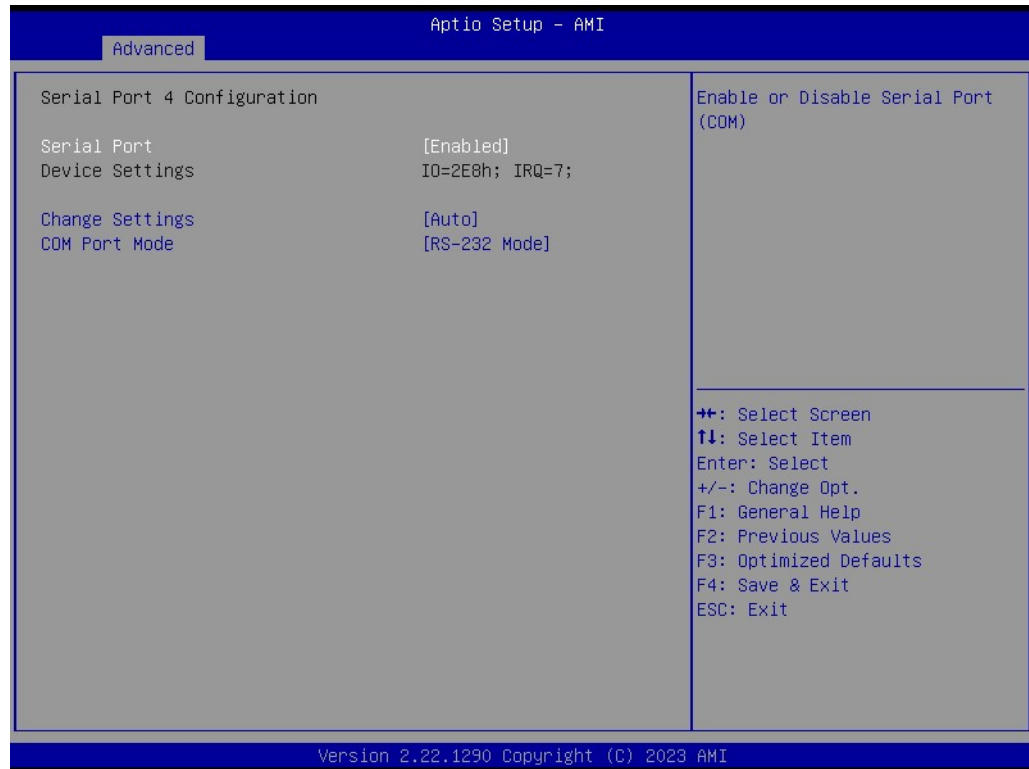 Aptio Setup – AMI
Advanced
Serial Port 4 Configuration
Serial Port [Enabled]
Device Settings IO=2E8h; IRQ=7;
Change Settings [Auto]
COM Port Mode [RS-232 Mode]
Enable or Disable Serial Port
(COM)
→←: Select Screen
↑↓: Select Item
Enter: Select
+/-: Change Opt.
F1: General Help
F2: Previous Values
F3: Optimized Defaults
F4: Save & Exit
ESC: Exit
Version 2.22.1290 Copyright (C) 2023 AMI